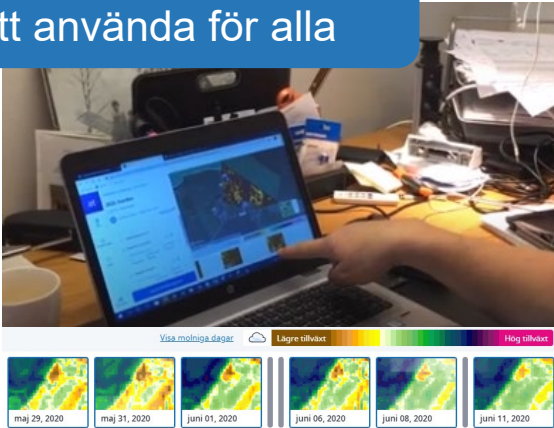 tt använda för alla
Visa molniga dagar
Lägre tillväxt
Hög tillväxt
maj 29, 2020
maj 31, 2020
juni 01, 2020
juni 06, 2020
juni 08, 2020
juni 11, 2020